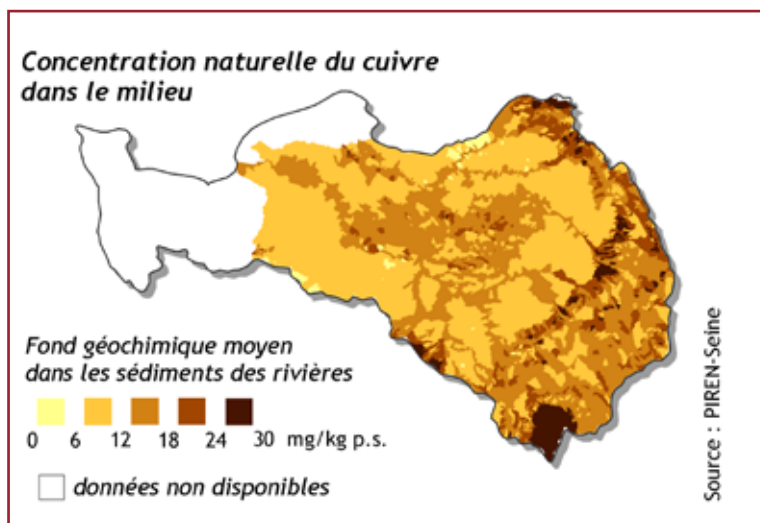 Concentration naturelle du cuivre
dans le milieu
Fond géochimique moyen
dans les sédiments des rivières
0 6 12 18 24 30 mg/kg p.s.
données non disponibles
Source : PIREN-Seine